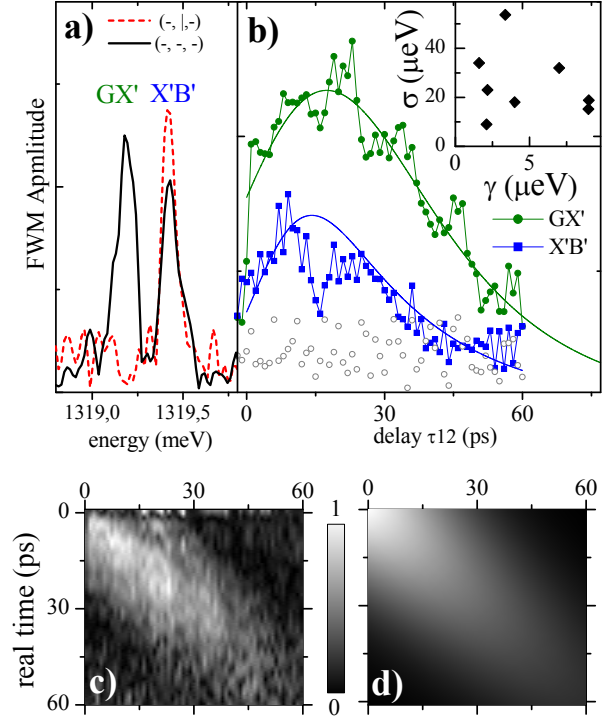 a)
(-, |,-)
(-, -, -)
GX'
X'B'
FWM Apmlitude
1319,0
1319,5
energy (meV)
b)
GX'
X'B'
0
30
60
delay τ12 (ps)
σ (μeV)
0
20
40
0
5
γ (μeV)
0
30
60
real time (ps)
0
30
60
c)
1
0
0
30
60
d)